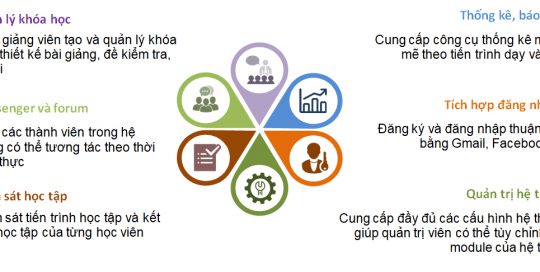 lý khóa học
giảng viên tạo và quản lý khóa
thiết kế bài giảng, đề kiểm tra,
senger và forum
các thành viên trong hệ
có thể tương tác theo thời
thực
sát học tập
sát tiến trình học tập và kết
học tập của từng học viên
Thống kê, báo
Cung cấp công cụ thống kê
mẽ theo tiến trình dạy và
Tích hợp đăng
Đăng ký và đăng nhập thuận
bằng Gmail, Facebook
Quản trị hệ
Cung cấp đầy đủ các cấu hình hệ
giúp quản trị viên có thể tùy chỉnh
module của hệ